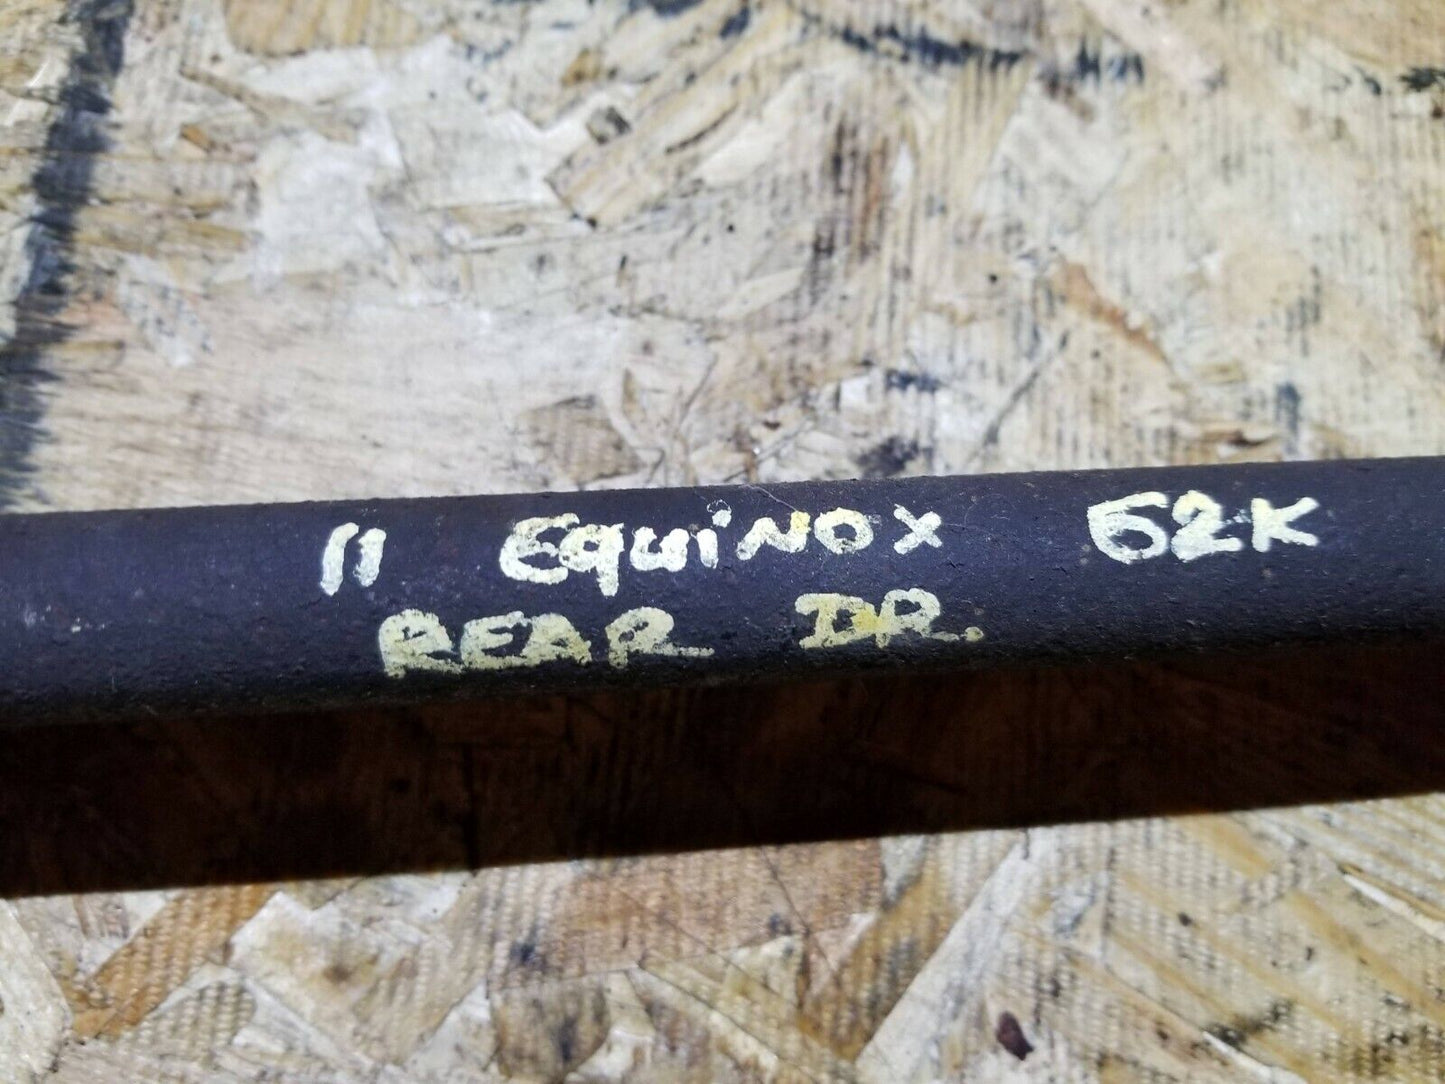 11 EquiNOX 62K
REAR DR.